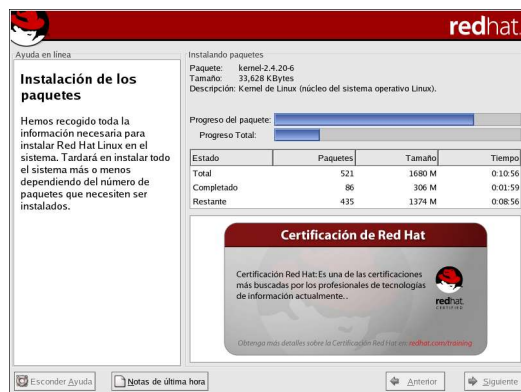 redhat.
Ayuda en línea
Instalación de los
paquetes
Hemos recogido toda la
información necesaria para
instalar Red Hat Linux en el
sistema. Tardará en instalar todo
el sistema más o menos
dependiendo del número de
paquetes que necesiten ser
instalados.
Instalando paquetes
Paquete: kernel-2.4.20-6
Tamaño: 33,628 KBytes
Descripción: Kernel de Linux (núcleo del sistema operativo Linux).
Progreso del paquete:
Progreso Total:
Estado Paquetes Tamaño Tiempo
Total 521 1680 M 0:10:56
Completado 86 306 M 0:01:59
Restante 435 1374 M 0:08:56
Certificación de Red Hat
Certificación Red Hat: Es una de las certificaciones
más buscadas por los profesionales de tecnologías
de información actualmente..
redhat.
CERTIFIED
Obtenga más detalles sobre la Certificación Red Hat en: redhat.com/training
Esconder Ayuda
Notas de última hora
Anterior
Siguiente